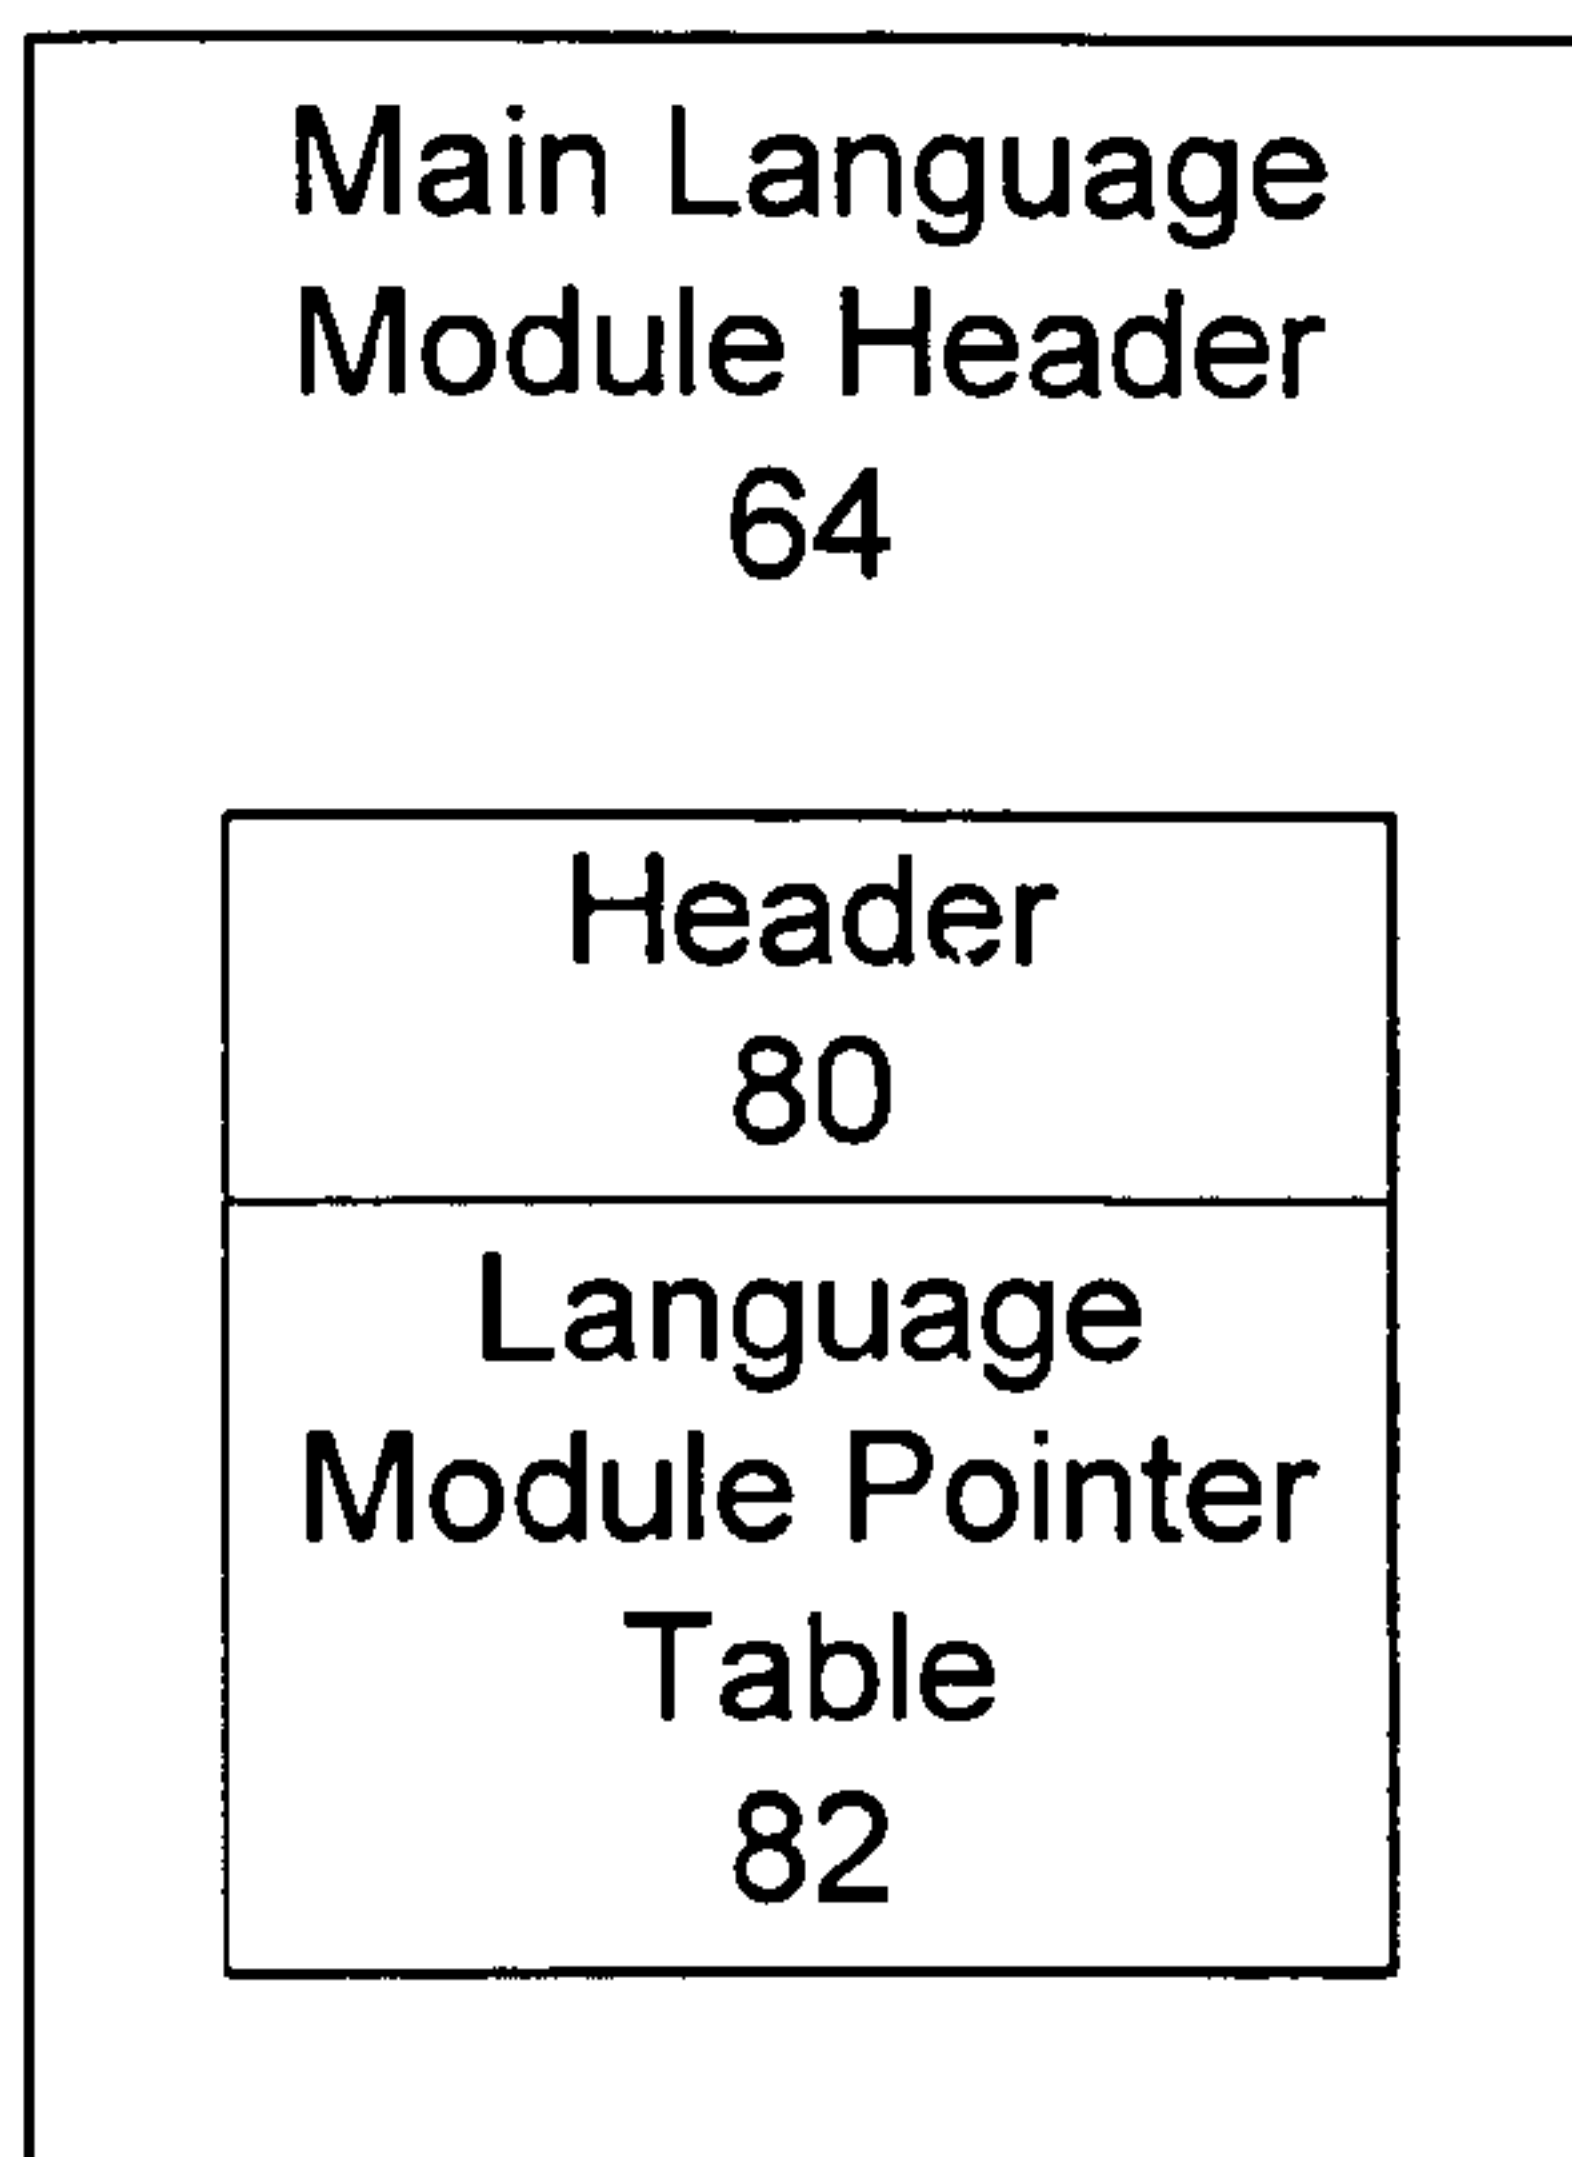 Main Language
Module Header
64
Header
80
Language
Module Pointer
Table
82